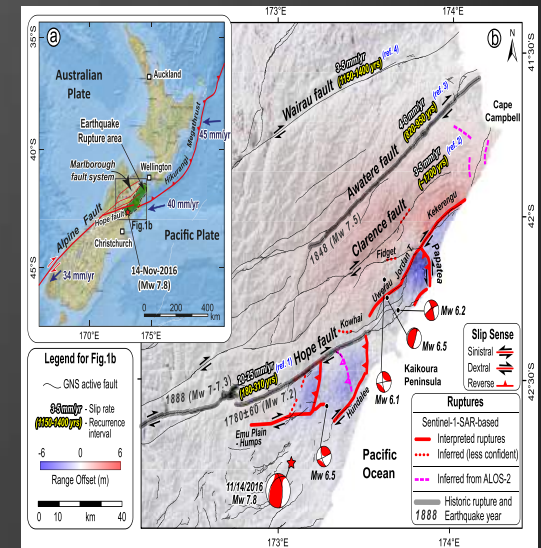 173°E
174°E
35°S
a
Australian
Plate
Auckland
Earthquake
Rupture area
40°S
Marlborough
fault system
Wellington
Hikurangi Megathrust
45 mm/yr
40 mm/yr
Hope fault
Fig.1b
Alpine Fault
Christchurch
Pacific Plate
45°S
34 mm/yr
14-Nov-2016
(Mw 7.8)
170°E
175°E
b
N
41°30'S
42°S
42°30'S
Wairau fault
3-5 mm/yr
(1150-1400 yrs)
(ref. 4)
4-8 mm/yr
(ref. 3)
Awatere fault
Cape
Campbell
3-5 mm/yr
(~1700 yrs)
(ref. 2)
1848 (Mw 7.5)
Clarence fault
Kekerengu
Fidget
Jordan T.
Papatea
Uwerau
Kowhai
Mw 6.2
Mw 6.5
Mw 6.1
Kaikoura
Peninsula
Hope fault
20-25 mm/yr
(180-310 yrs)
(ref. 1)
1888 (Mw 7-7.3)
1780±60 (Mw 7.2)
Emu Plain
- Humps
Hundalee
Mw 6.5
11/14/2016
Mw 7.8
Pacific
Ocean
Slip Sense
Sinistral
Dextral
Reverse
Ruptures
Sentinel-1-SAR-based
Interpreted ruptures
Inferred (less confident)
Inferred from ALOS-2
Historic rupture and
1888 Earthquake year
Legend for Fig.1b
GNS active fault
3-5 mm/yr - Slip rate
(1150-1400 yrs) - Recurrence
interval
-6 0 6
Range Offset (m)
0 10 km 40
173°E
174°E